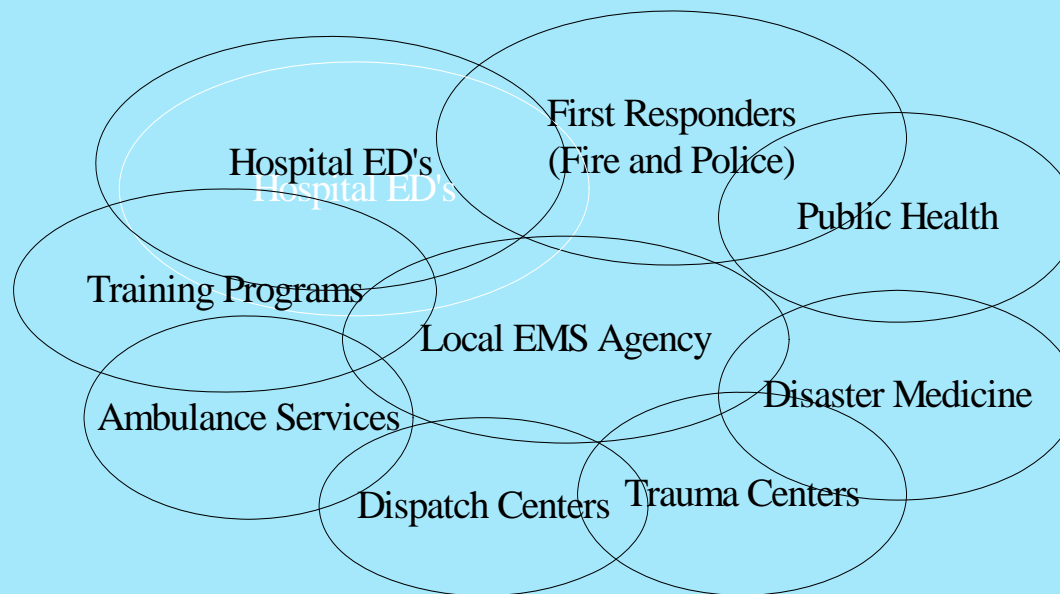 First Responders
(Fire and Police)
Hospital ED's
Hospital ED's
Public Health
Training Programs
Local EMS Agency
Disaster Medicine
Ambulance Services
Dispatch Centers
Trauma Centers